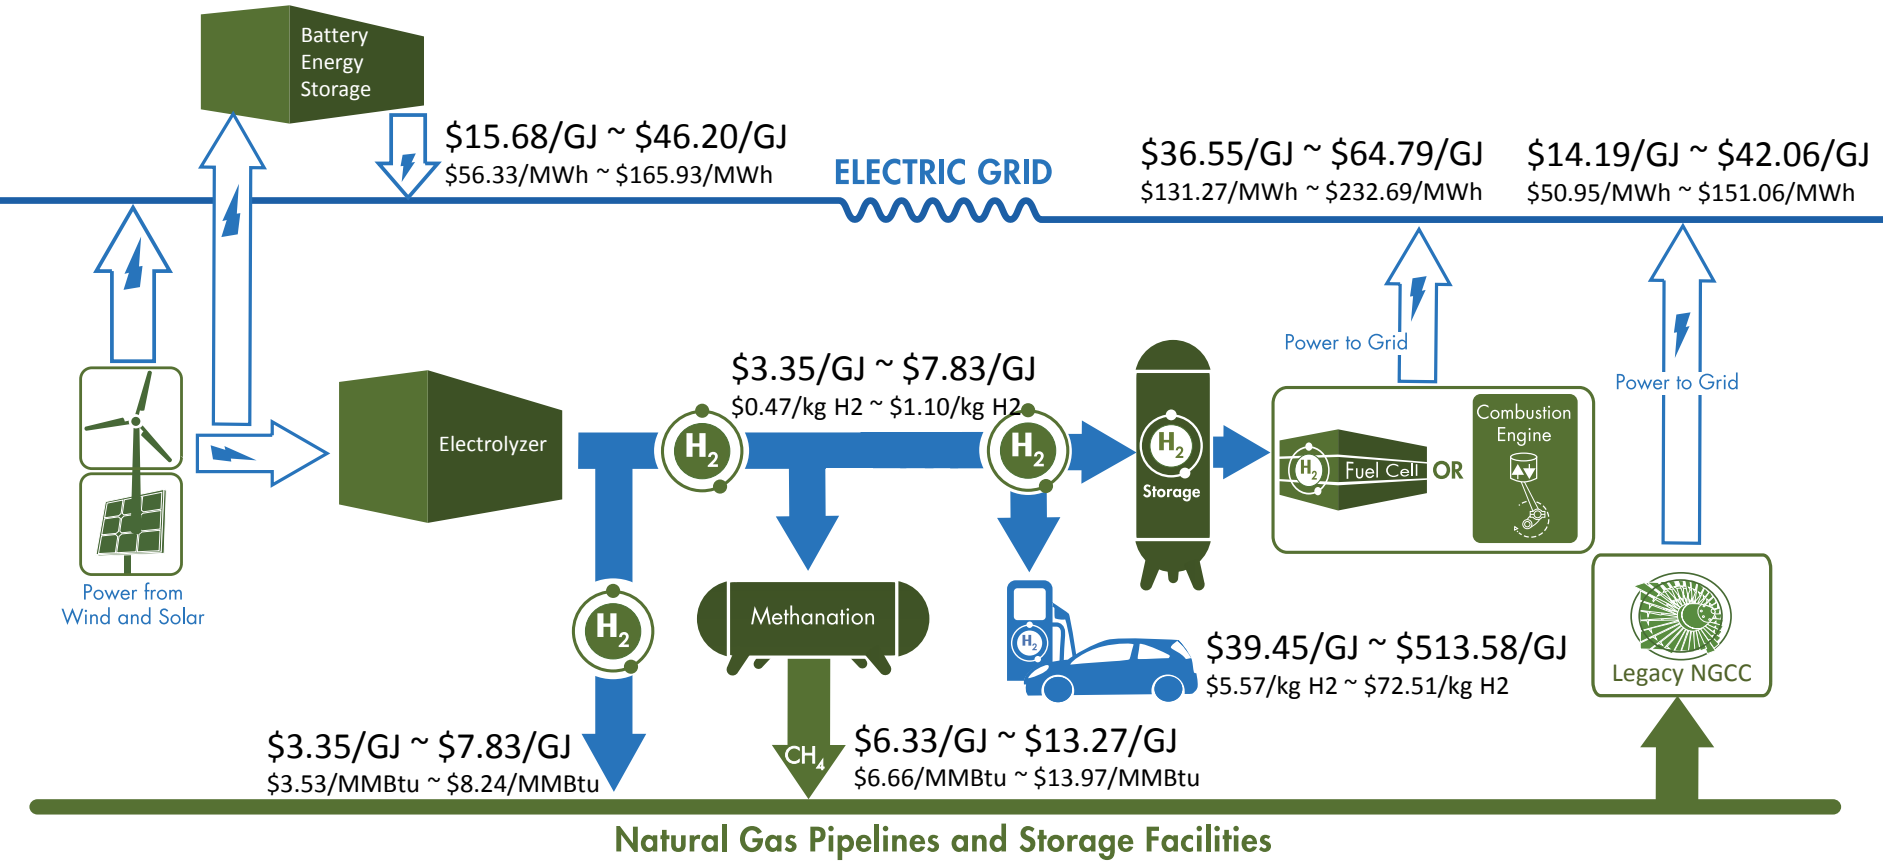 Battery
Energy
Storage
$15.68/GJ ~ $46.20/GJ
$56.33/MWh ~ $165.93/MWh
ELECTRIC GRID
$36.55/GJ ~ $64.79/GJ
$131.27/MWh ~ $232.69/MWh
$14.19/GJ ~ $42.06/GJ
$50.95/MWh ~ $151.06/MWh
Power to Grid
Power to Grid
$3.35/GJ ~ $7.83/GJ
$0.47/kg H2 ~ $1.10/kg H2
Electrolyzer
H₂
H₂
H₂
Storage
H₂
Fuel Cell
OR
Combustion
Engine
Power from
Wind and Solar
H₂
Methanation
H₂
$39.45/GJ ~ $513.58/GJ
$5.57/kg H2 ~ $72.51/kg H2
Legacy NGCC
$3.35/GJ ~ $7.83/GJ
$3.53/MMBtu ~ $8.24/MMBtu
CH₄
$6.33/GJ ~ $13.27/GJ
$6.66/MMBtu ~ $13.97/MMBtu
Natural Gas Pipelines and Storage Facilities